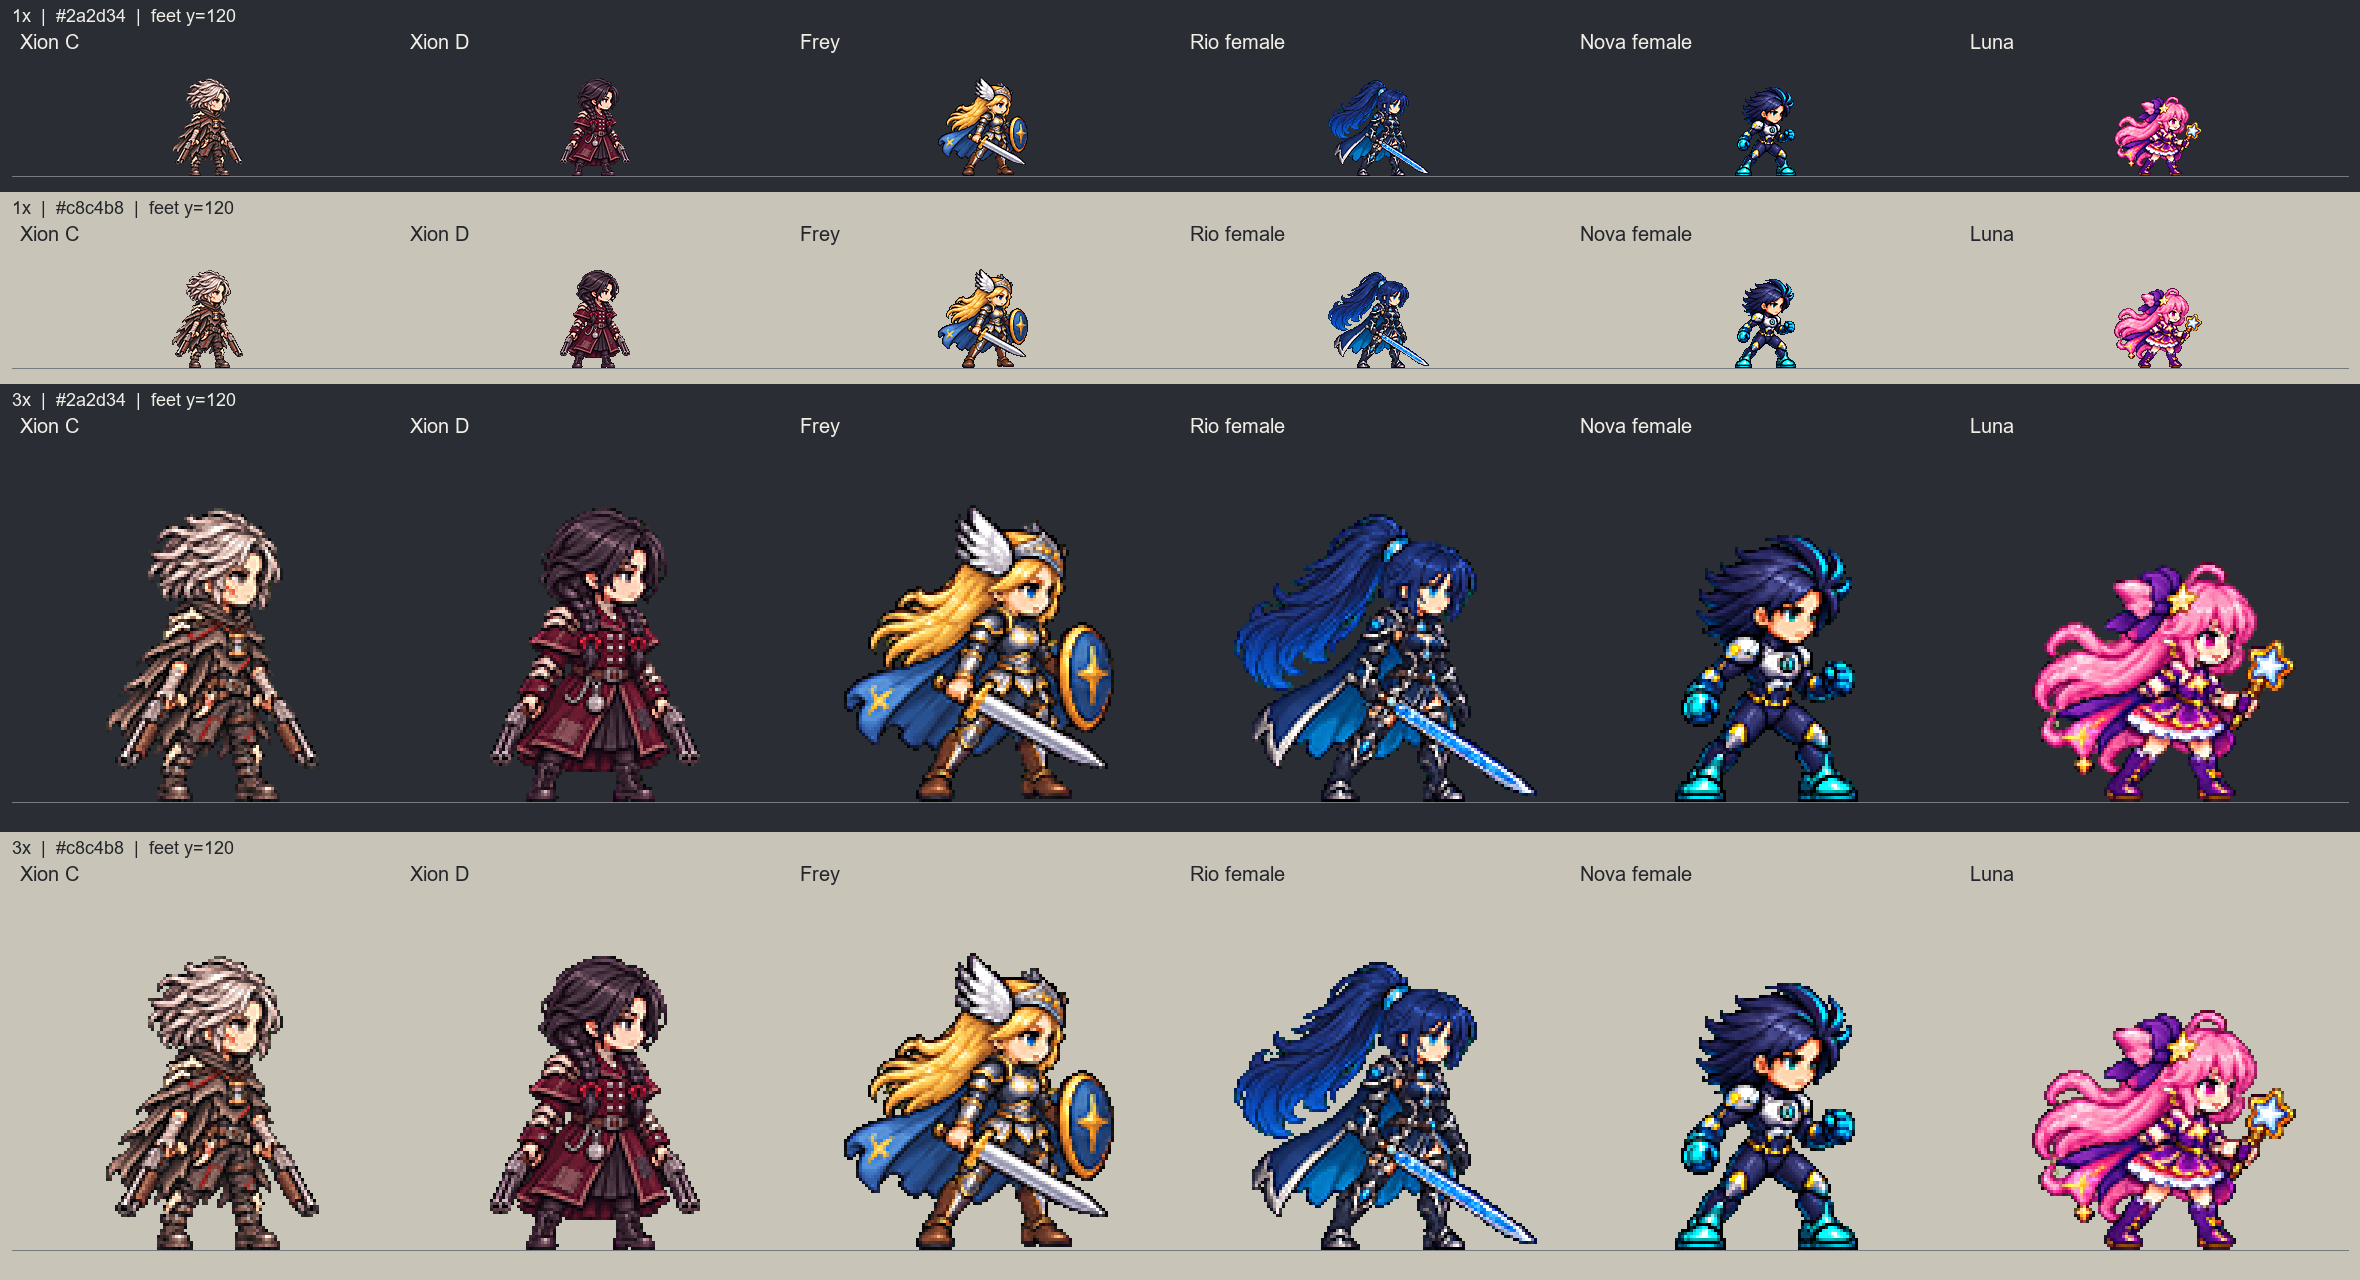 1x  |  #2a2d34  |  feet y=120
Xion C  Xion D  Frey  Rio female  Nova female  Luna
1x  |  #c8c4b8  |  feet y=120
Xion C  Xion D  Frey  Rio female  Nova female  Luna
3x  |  #2a2d34  |  feet y=120
Xion C  Xion D  Frey  Rio female  Nova female  Luna
3x  |  #c8c4b8  |  feet y=120
Xion C  Xion D  Frey  Rio female  Nova female  Luna